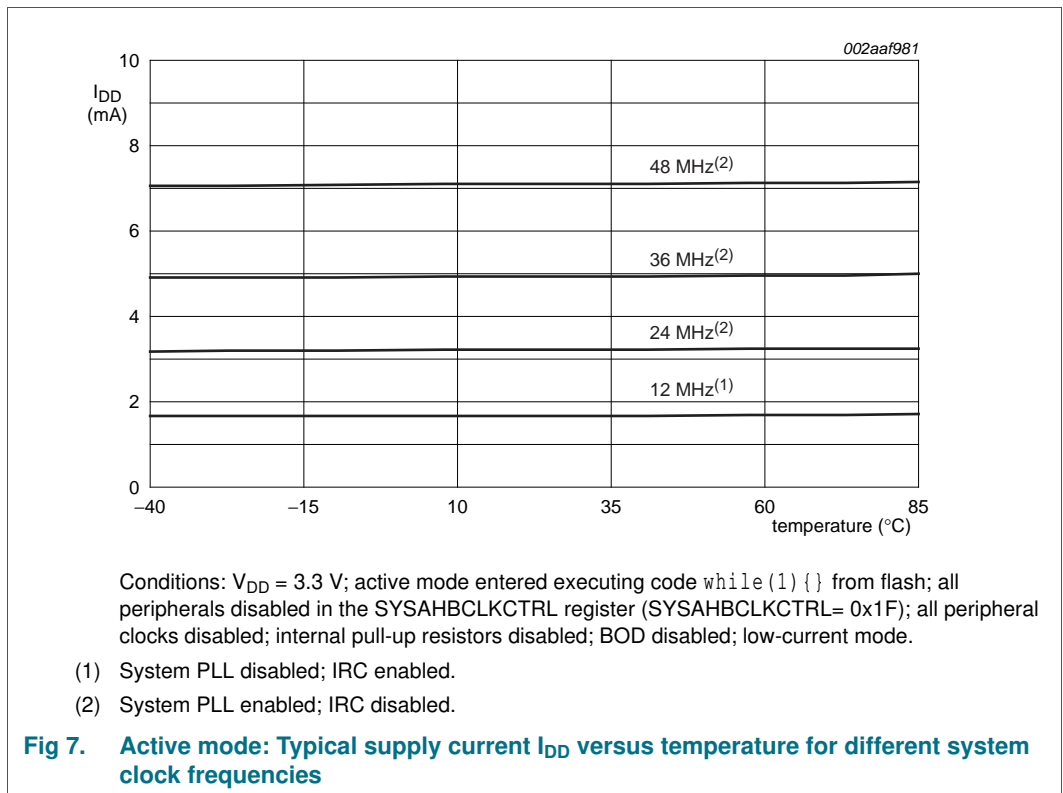 002aaf981
10
I_DD
(mA)
8
48 MHz(2)
6
36 MHz(2)
4
24 MHz(2)
12 MHz(1)
2
0
−40 −15 10 35 60 85
temperature (°C)
Conditions: V_DD = 3.3 V; active mode entered executing code while(1){} from flash; all
peripherals disabled in the SYSAHBCLKCTRL register (SYSAHBCLKCTRL= 0x1F); all peripheral
clocks disabled; internal pull-up resistors disabled; BOD disabled; low-current mode.
(1) System PLL disabled; IRC enabled.
(2) System PLL enabled; IRC disabled.
Fig 7. Active mode: Typical supply current I_DD versus temperature for different system
clock frequencies